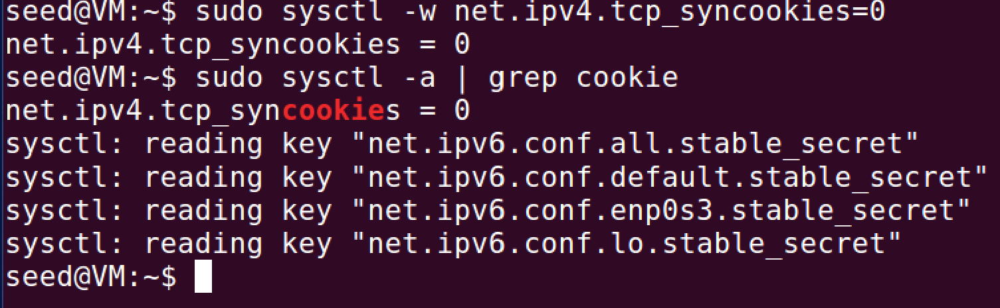 seed@VM:~$ sudo sysctl -w net.ipv4.tcp_syncookies=0
net.ipv4.tcp_syncookies = 0
seed@VM:~$ sudo sysctl -a | grep cookie
net.ipv4.tcp_syncookies = 0
sysctl: reading key "net.ipv6.conf.all.stable_secret"
sysctl: reading key "net.ipv6.conf.default.stable_secret"
sysctl: reading key "net.ipv6.conf.enp0s3.stable_secret"
sysctl: reading key "net.ipv6.conf.lo.stable_secret"
seed@VM:~$